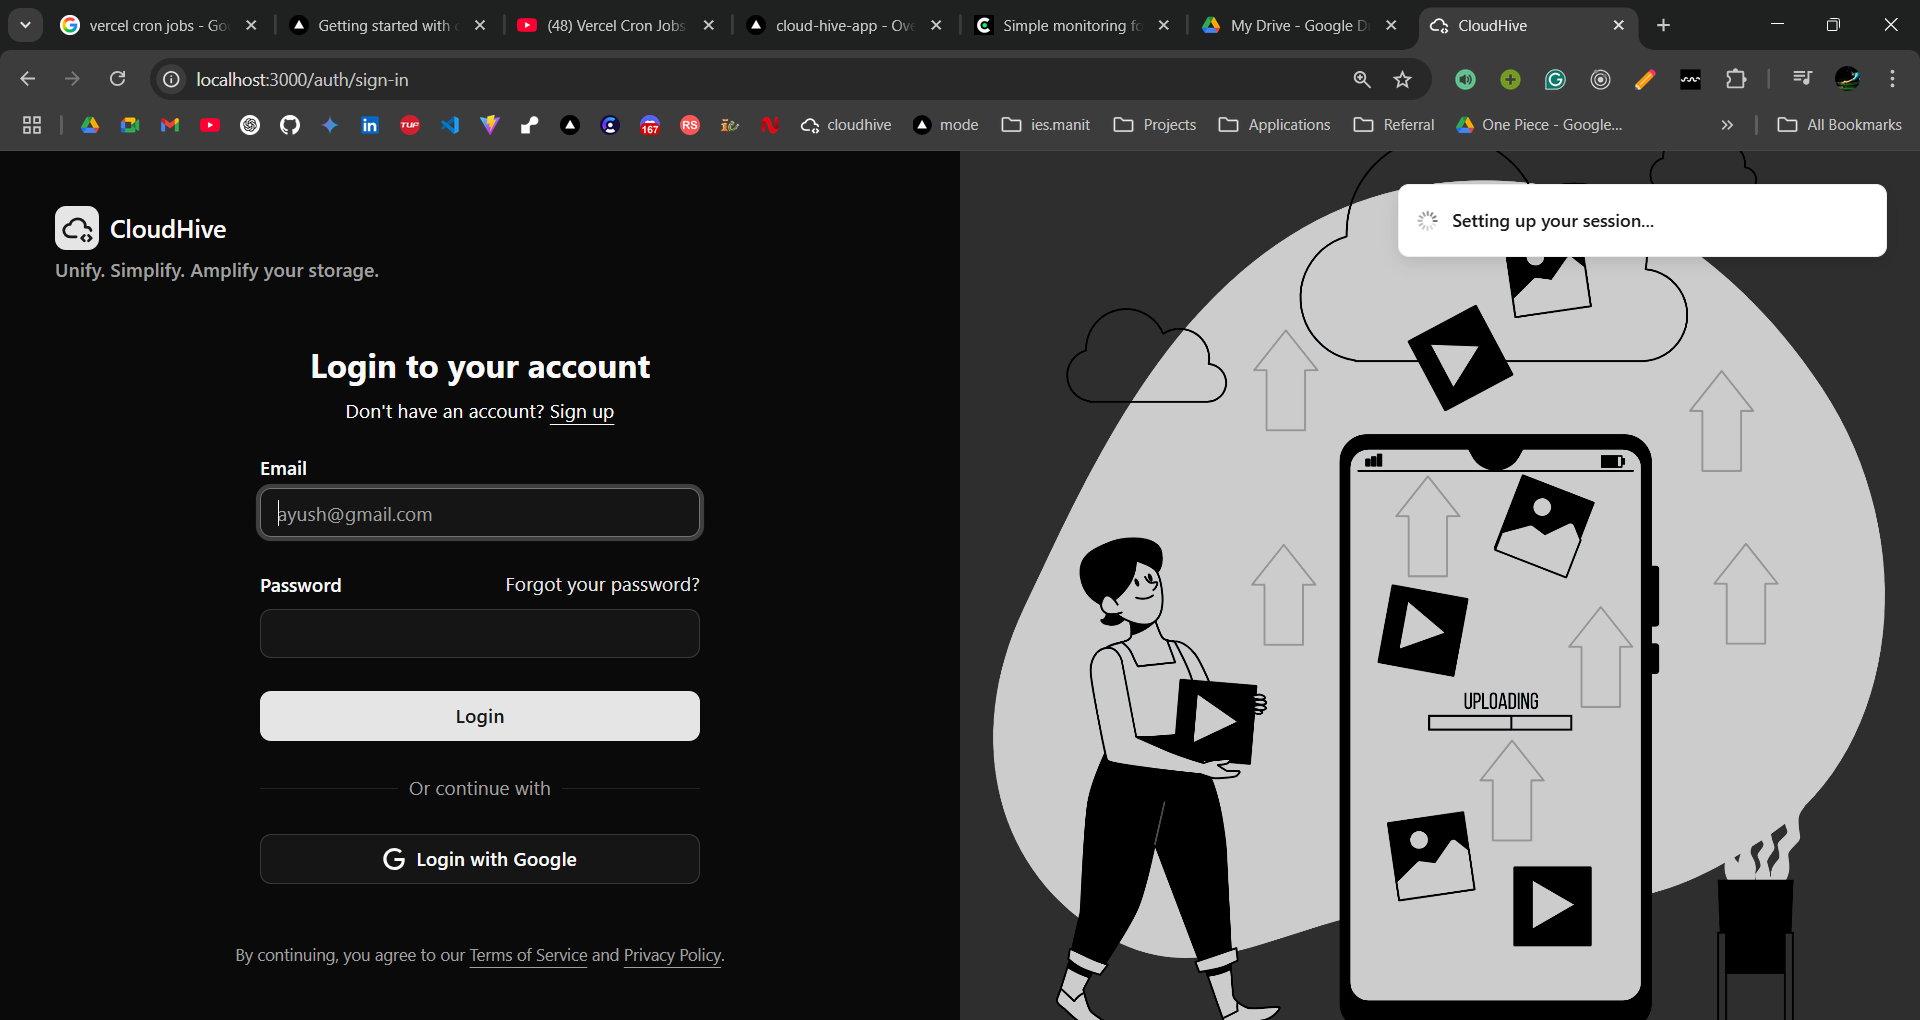 vercel cron jobs - Go
Getting started with
(48) Vercel Cron Jobs
cloud-hive-app - Ov
Simple monitoring fo
My Drive - Google D
CloudHive
localhost:3000/auth/sign-in
TUF
167
RS
cloudhive
mode
ies.manit
Projects
Applications
Referral
One Piece - Google...
All Bookmarks
CloudHive
Unify. Simplify. Amplify your storage.
Setting up your session...
Login to your account
Don't have an account? Sign up
Email
ayush@gmail.com
Password
Forgot your password?
Login
Or continue with
Login with Google
By continuing, you agree to our Terms of Service and Privacy Policy.
UPLOADING